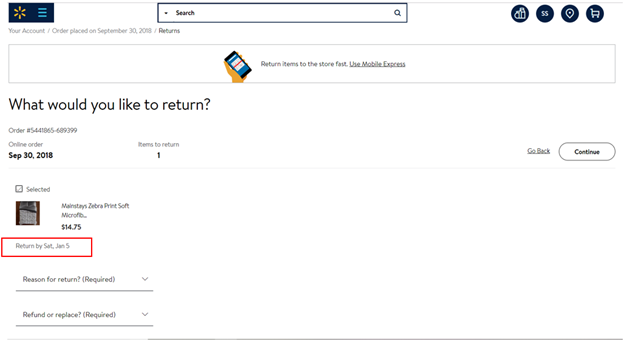 Search
SS
Your Account / Order placed on September 30, 2018 / Returns
Return items to the store fast. Use Mobile Express
What would you like to return?
Order #5441865-689399
Online order
Items to return
Sep 30, 2018
1
Go Back
Continue
Selected
Mainstays Zebra Print Soft
Microfib...
$14.75
Return by Sat, Jan 5
Reason for return? (Required)
Refund or replace? (Required)